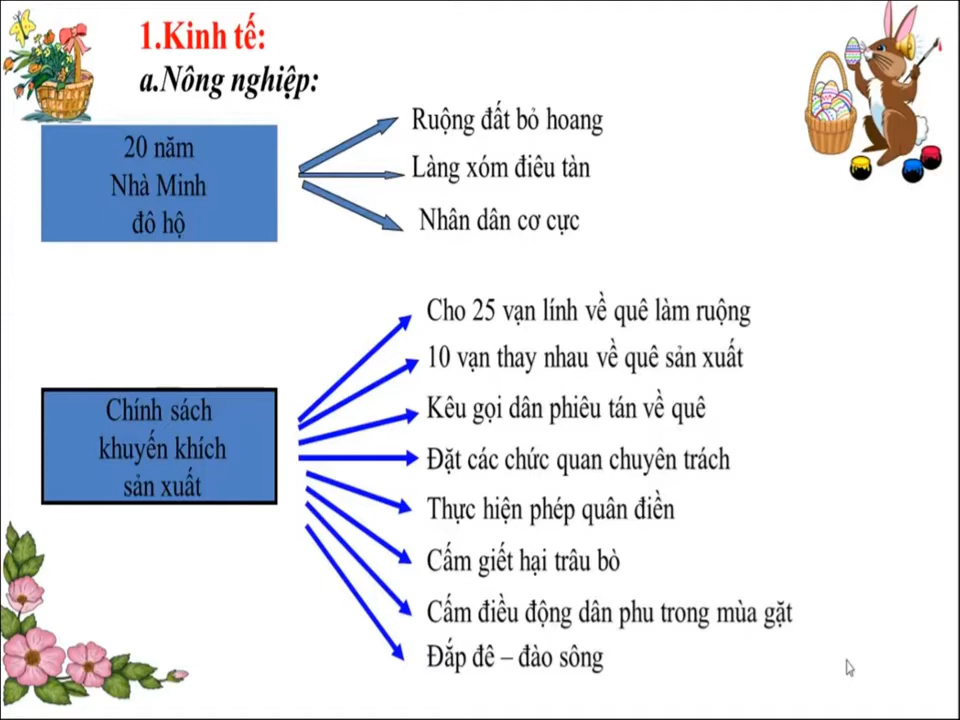 1.Kinh tế:
a.Nông nghiệp:
20 năm
Nhà Minh
đô hộ
Ruộng đất bỏ hoang
Làng xóm điêu tàn
Nhân dân cơ cực
Chính sách
khuyến khích
sản xuất
Cho 25 vạn lính về quê làm ruộng
10 vạn thay nhau về quê sản xuất
Kêu gọi dân phiêu tán về quê
Đặt các chức quan chuyên trách
Thực hiện phép quân điền
Cấm giết hại trâu bò
Cấm điều động dân phu trong mùa gặt
Đắp đê – đào sông